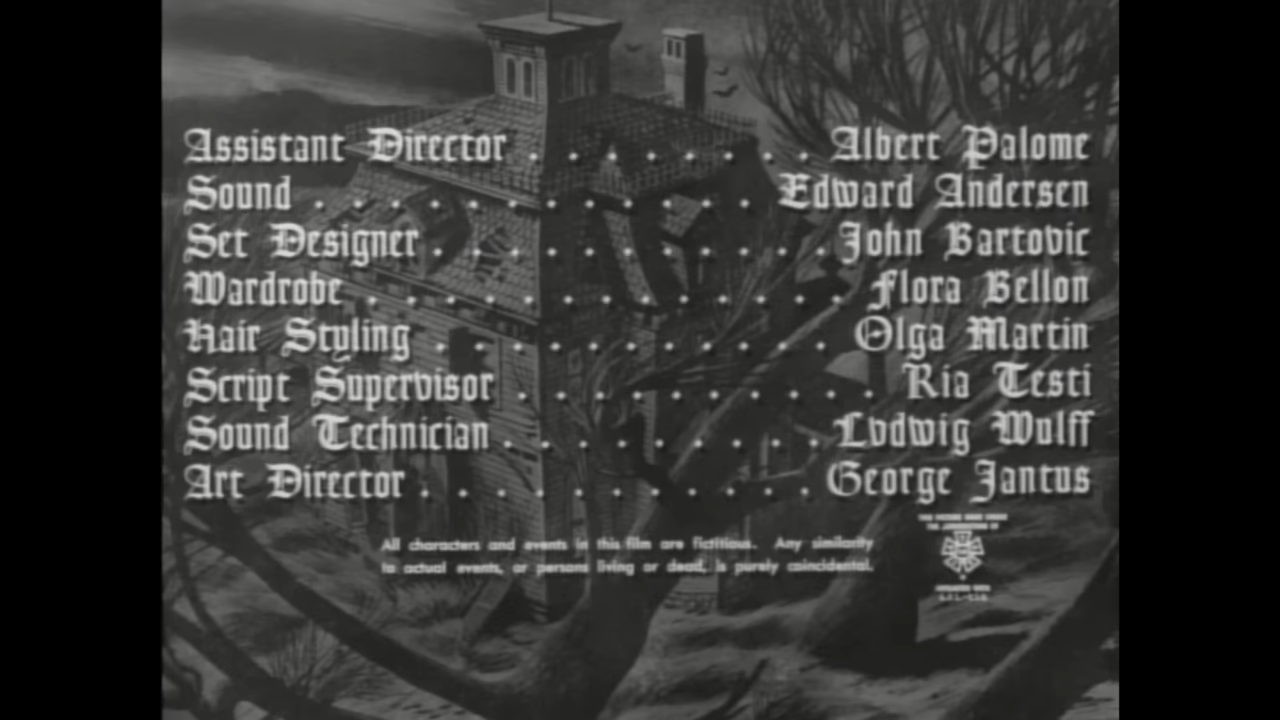 Assistant Director . . . . . . . . Albert Palome
Sound . . . . . . . . . . . . Edward Andersen
Set Designer . . . . . . . . . . . John Bartovic
Wardrobe . . . . . . . . . . . . . Flora Bellon
Hair Styling . . . . . . . . . . . Olga Martin
Script Supervisor . . . . . . . . . . Ria Testi
Sound Technician . . . . . . . . . Lvdwig Wulff
Art Director . . . . . . . . . . George Jantus
All characters and events in this film are fictitious. Any similarity
to actual events, or persons living or dead, is purely coincidental.